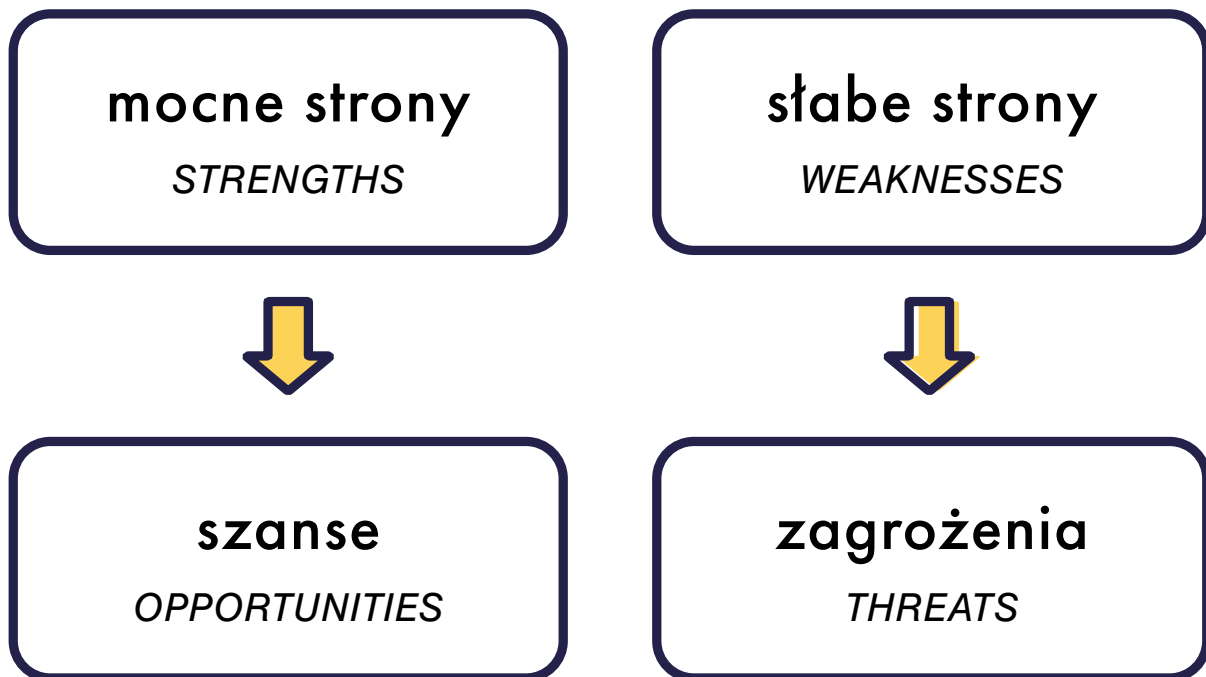 mocne strony
STRENGTHS
słabe strony
WEAKNESSES
szanse
OPPORTUNITIES
zagrożenia
THREATS